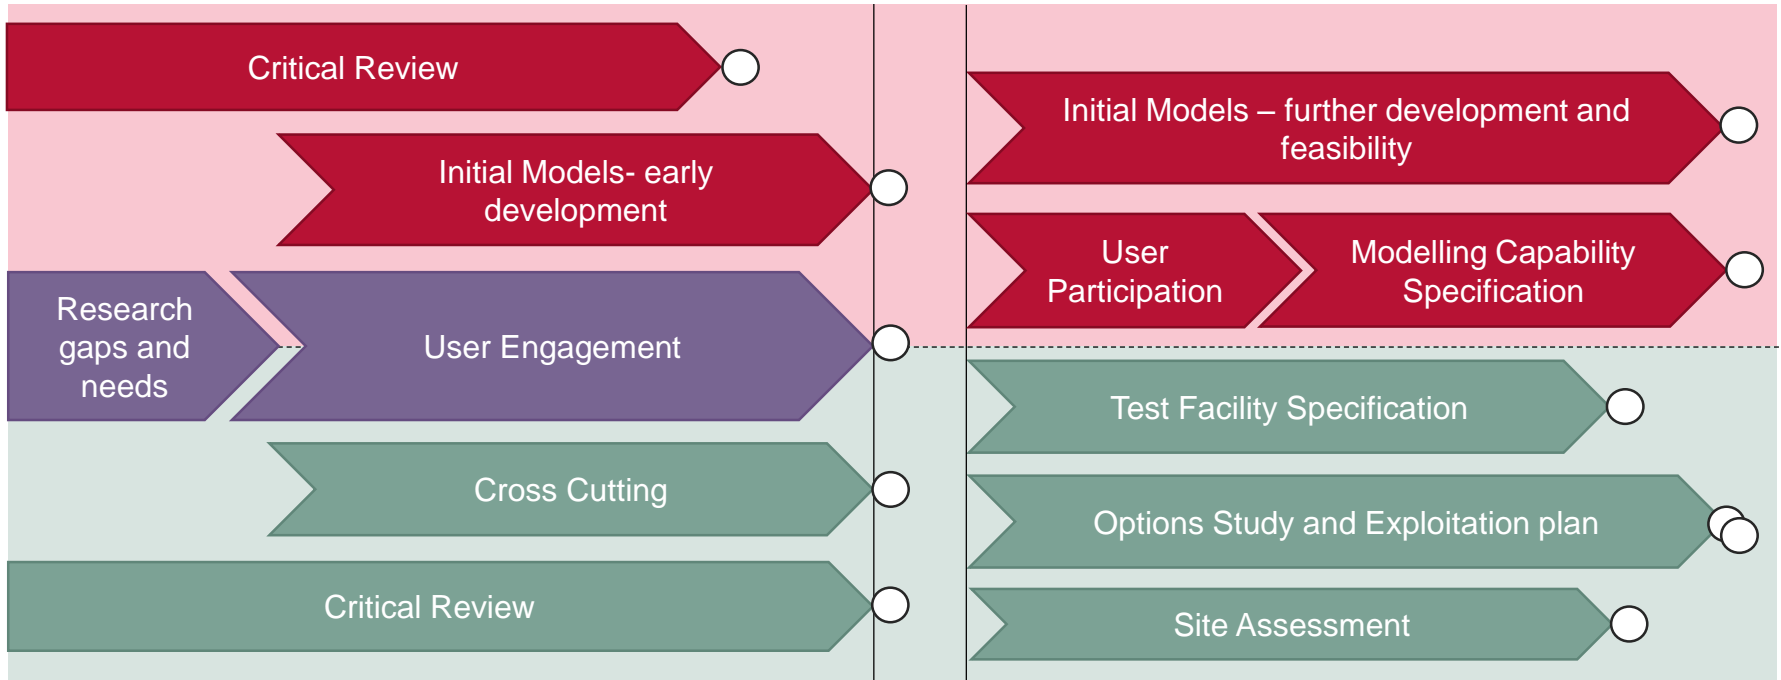 Critical Review
Initial Models- early
development
Research
gaps and
needs
User Engagement
Cross Cutting
Critical Review
Initial Models – further development and
feasibility
User
Participation
Modelling Capability
Specification
Test Facility Specification
Options Study and Exploitation plan
Site Assessment